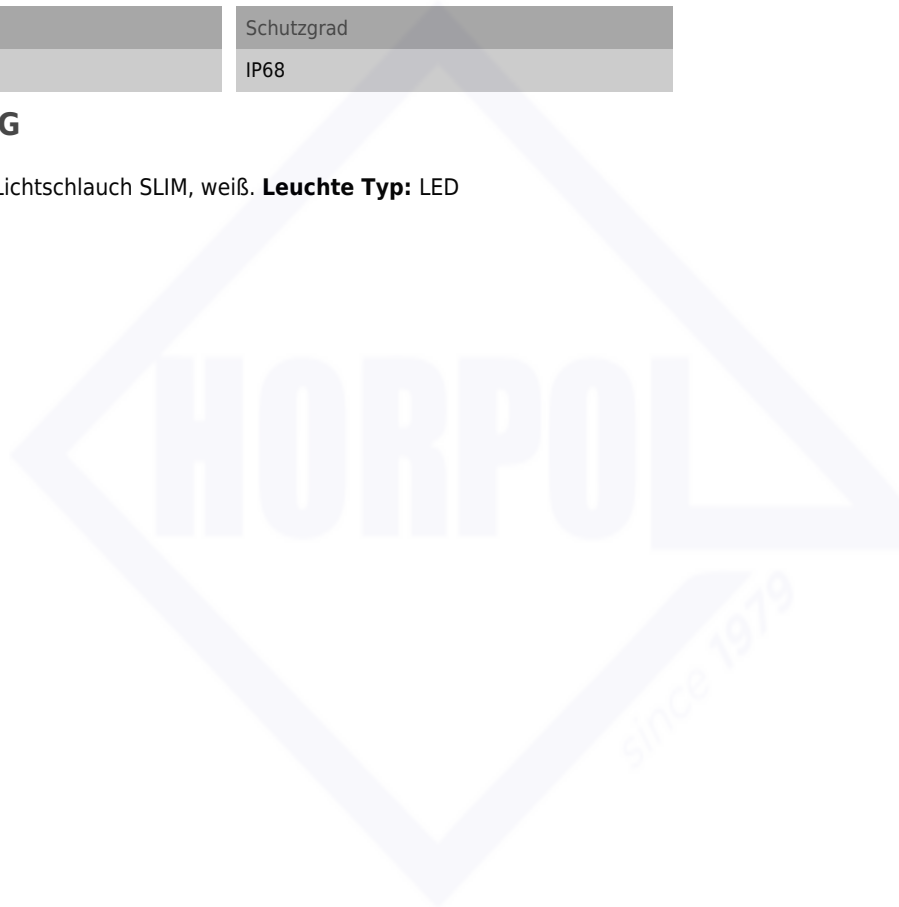 Schutzgrad
IP68
G
Lichtschlauch SLIM, weiß. Leuchte Typ: LED
HORPOL
since 1979